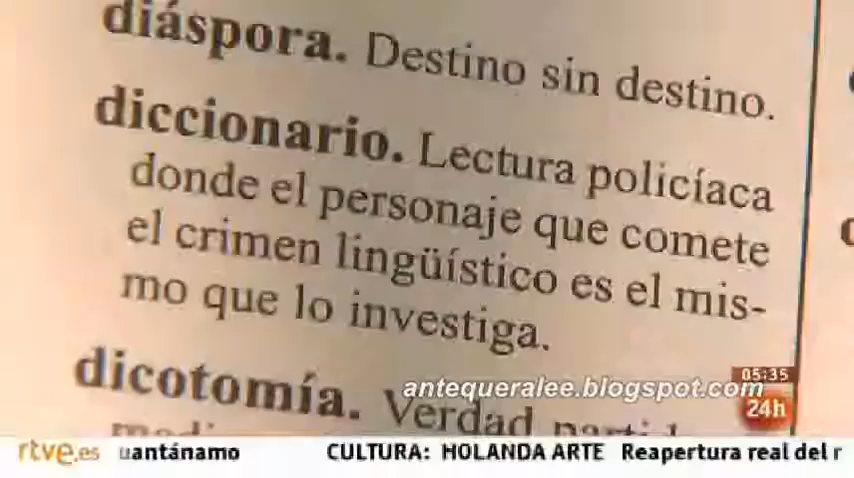 diáspora. Destino sin destino.
diccionario. Lectura policíaca
donde el personaje que comete
el crimen lingüístico es el mis-
mo que lo investiga.
dicotomía. Verdad
antequeralee.blogspot.com
05:35
24h
rtve.es uantánamo CULTURA: HOLANDA ARTE Reapertura real del r